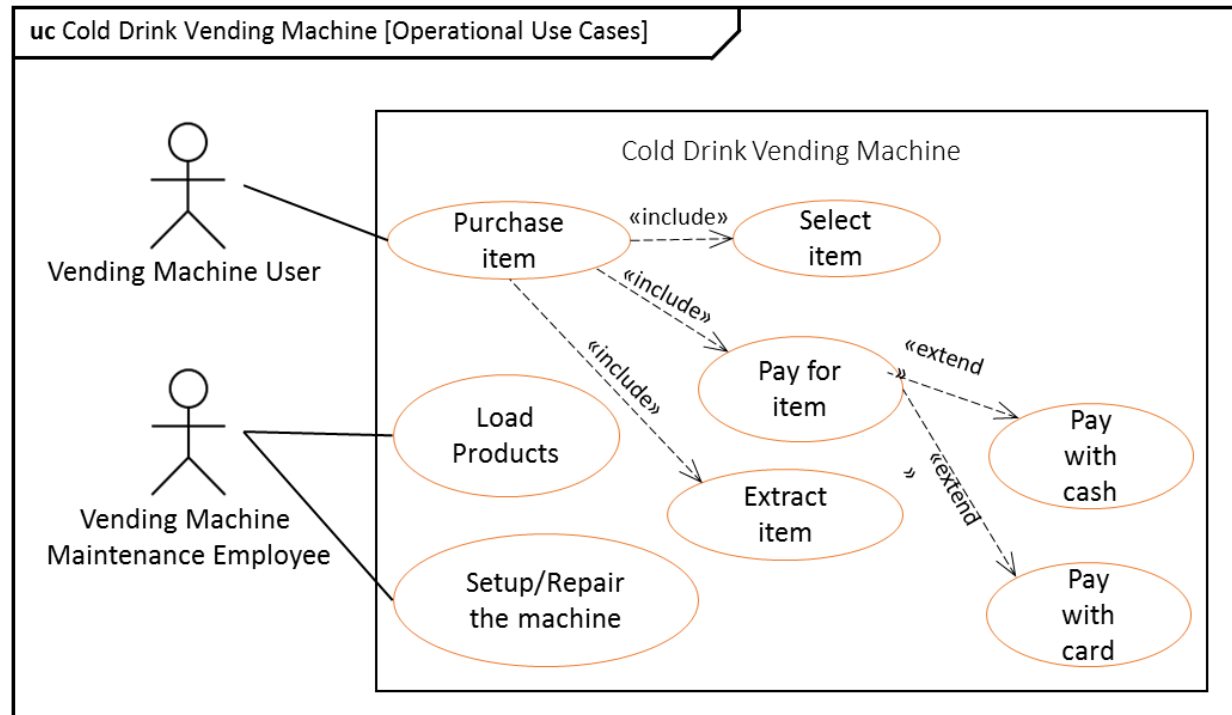 uc Cold Drink Vending Machine [Operational Use Cases]
Cold Drink Vending Machine
Vending Machine User
Purchase
item
«include»
Select
item
«include»
«include»
Pay for
item
«extend
»
Load
Products
Pay
with
cash
«extend
»
Extract
item
Vending Machine
Maintenance Employee
Setup/Repair
the machine
Pay
with
card